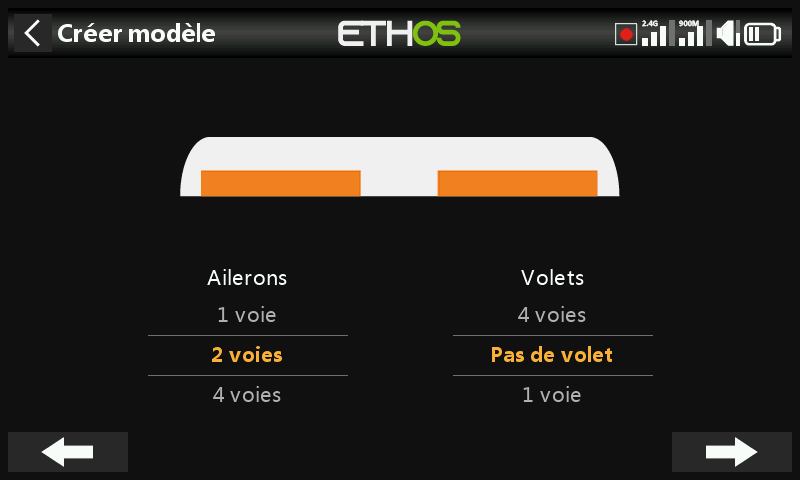 Créer modèle
ETHOS
2.4G
900M
Ailerons
Volets
1 voie
4 voies
2 voies
Pas de volet
4 voies
1 voie